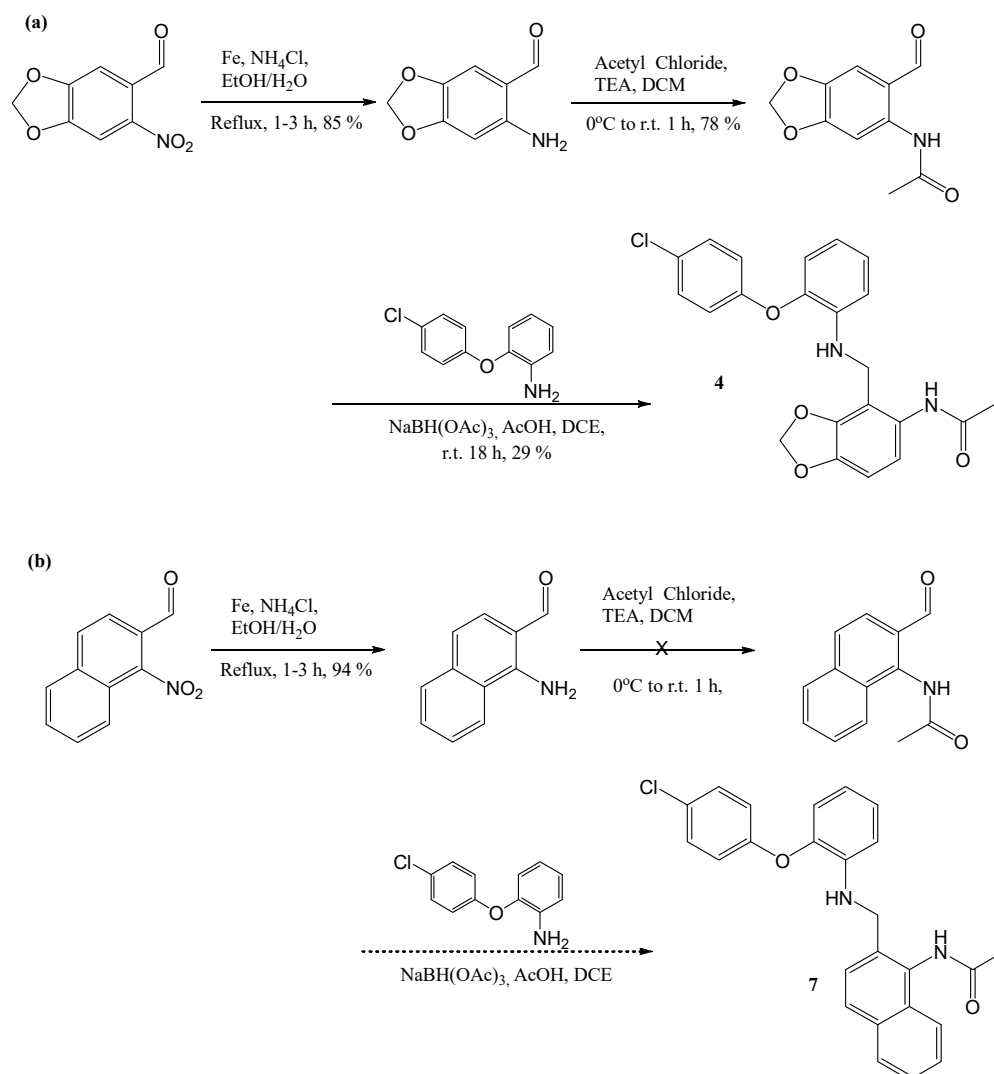 (a)
O
O
O
NO₂
Fe, NH₄Cl,
EtOH/H₂O
Reflux, 1-3 h, 85 %
O
O
O
NH₂
Acetyl Chloride,
TEA, DCM
0°C to r.t. 1 h, 78 %
O
O
O
NH
O
Cl
O
NH₂
NaBH(OAc)₃, AcOH, DCE,
r.t. 18 h, 29 %
Cl
O
HN
4
H
N
O
O
O
(b)
O
NO₂
Fe, NH₄Cl,
EtOH/H₂O
Reflux, 1-3 h, 94 %
O
NH₂
Acetyl Chloride,
TEA, DCM
X
0°C to r.t. 1 h,
O
NH
O
Cl
O
NH₂
NaBH(OAc)₃, AcOH, DCE
Cl
O
HN
7
H
N
O